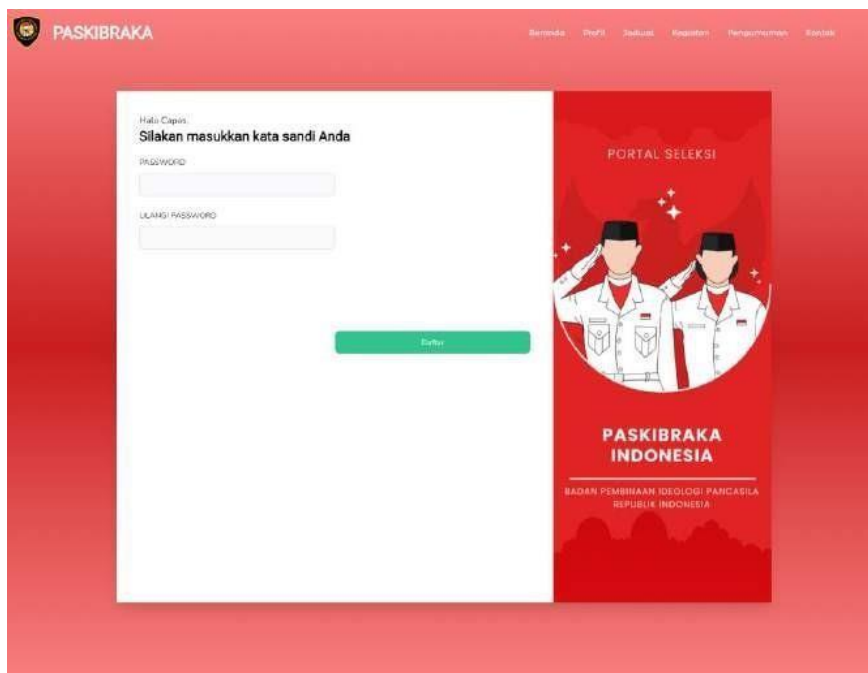 PASKIBRAKA
Beranda Profil Jadwal Kegiatan Pengumuman Kontak
Halo Capas,
Silakan masukkan kata sandi Anda
PASSWORD
ULANGI PASSWORD
Daftar
PORTAL SELEKSI
PASKIBRAKA
INDONESIA
BADAN PEMBINAAN IDEOLOGI PANCASILA
REPUBLIK INDONESIA